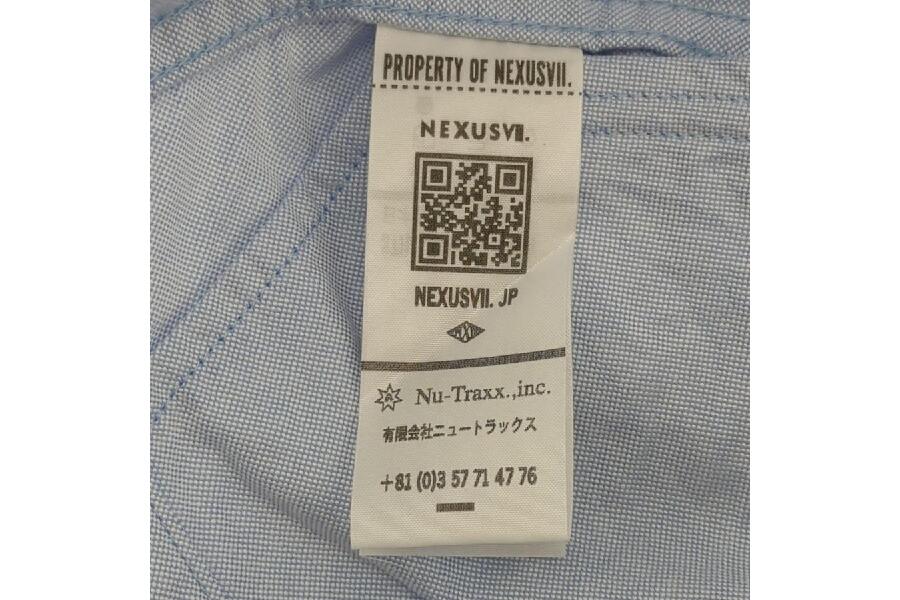 PROPERTY OF NEXUSVII.
NEXUSVII.
NEXUSVII. JP
Nu-Traxx.,inc.
有限会社ニュートラックス
+81 (0)3 57 71 47 76